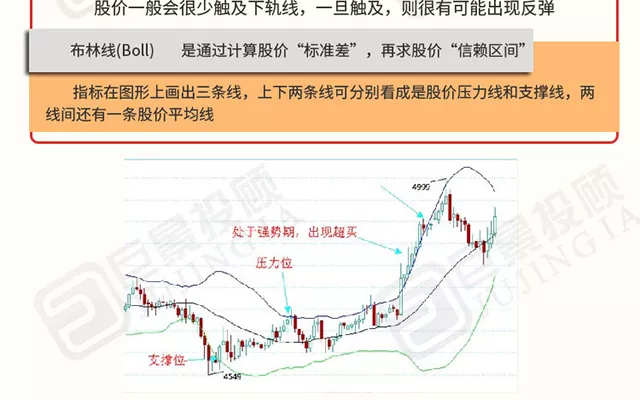 股价一般会很少触及下轨线，一旦触及，则很有可能出现反弹
布林线(Boll) 是通过计算股价“标准差”，再求股价“信赖区间”
指标在图形上画出三条线，上下两条线可分别看成是股价压力线和支撑线，两
线间还有一条股价平均线
4999
处于强势期，出现超买
压力位
支撑位
4549
投顾
YUJING IA